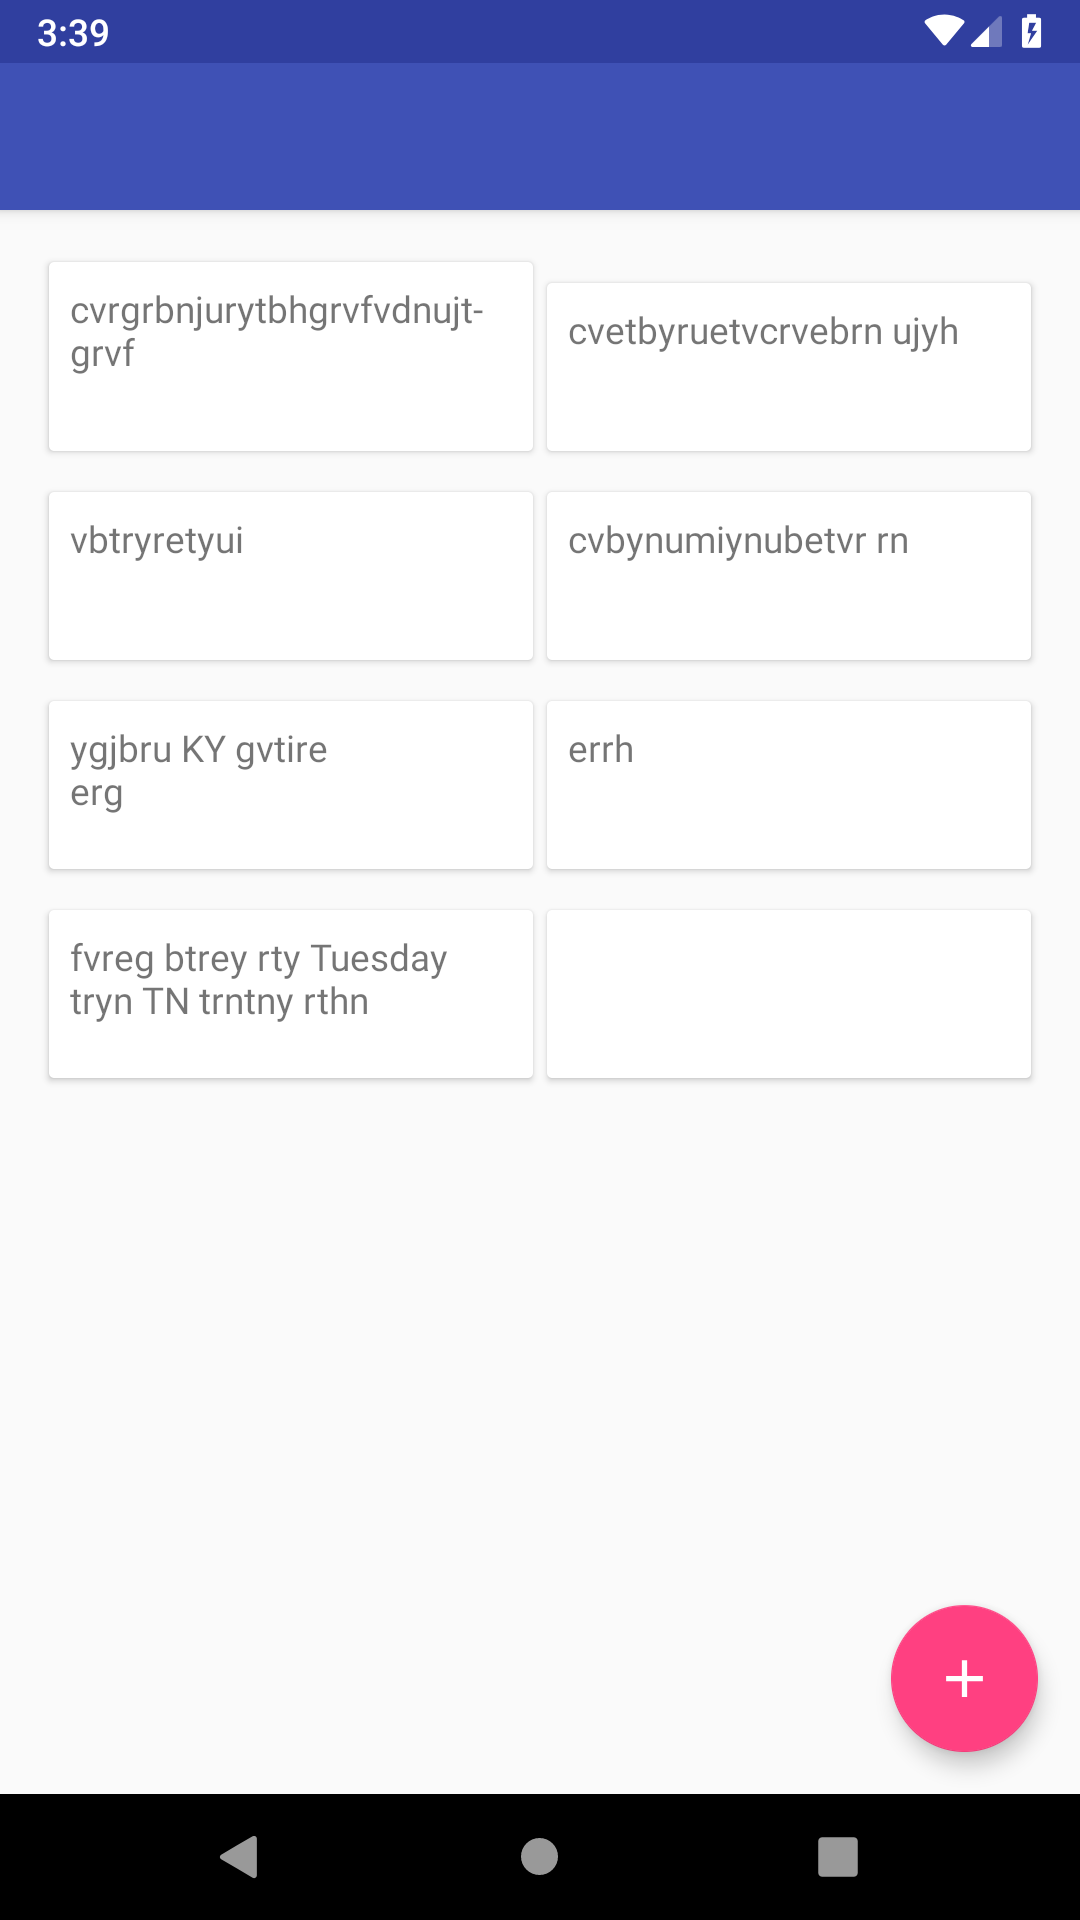 3:39
cvrgrbnjurytbhgrvfvdnujt-
grvf
cvetbyruetvcrvebrn ujyh
vbtryretyui
cvbynumiynubetvr rn
ygjbru KY gvtire
erg
errh
fvreg btrey rty Tuesday
tryn TN trntny rthn